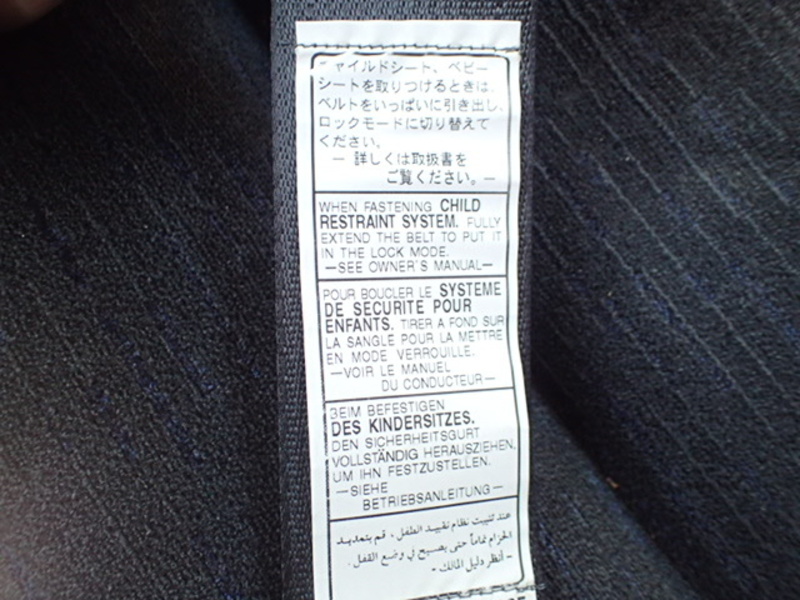 チャイルドシート、ベビー
シートを取りつけるときは、
ベルトをいっぱいに引き出し、
ロックモードに切り替えて
ください。
― 詳しくは取扱書を
ご覧ください。―
WHEN FASTENING CHILD
RESTRAINT SYSTEM. FULLY
EXTEND THE BELT TO PUT IT
IN THE LOCK MODE.
—SEE OWNER'S MANUAL—
POUR BOUCLER LE SYSTEME
DE SECURITE POUR
ENFANTS. TIRER A FOND SUR
LA SANGLE POUR LA METTRE
EN MODE VERROUILLE.
—VOIR LE MANUEL
DU CONDUCTEUR—
BEIM BEFESTIGEN
DES KINDERSITZES.
DEN SICHERHEITSGURT
VOLLSTÄNDIG HERAUSZIEHEN,
UM IHN FESTZUSTELLEN.
—SIEHE
BETRIEBSANLEITUNG—
عند تثبيت نظام تقييد الطفل ، قم بتمديد
الحزام تماماً حتى يصبح في وضع القفل .
- أنظر دليل المالك -